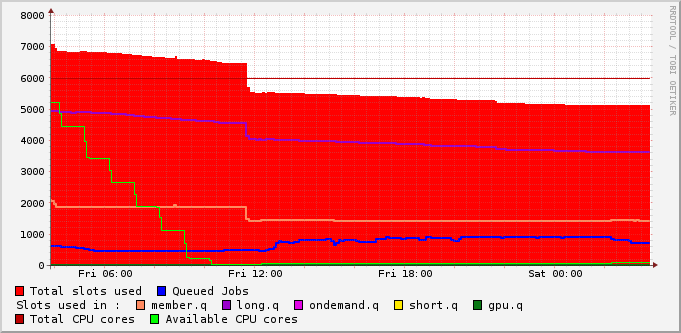 8000
7000
6000
5000
4000
3000
2000
1000
0
Fri 06:00 Fri 12:00 Fri 18:00 Sat 00:00
Total slots used Queued Jobs
Slots used in : member.q long.q ondemand.q short.q gpu.q
Total CPU cores Available CPU cores
RRDTOOL / TOBI OETIKER